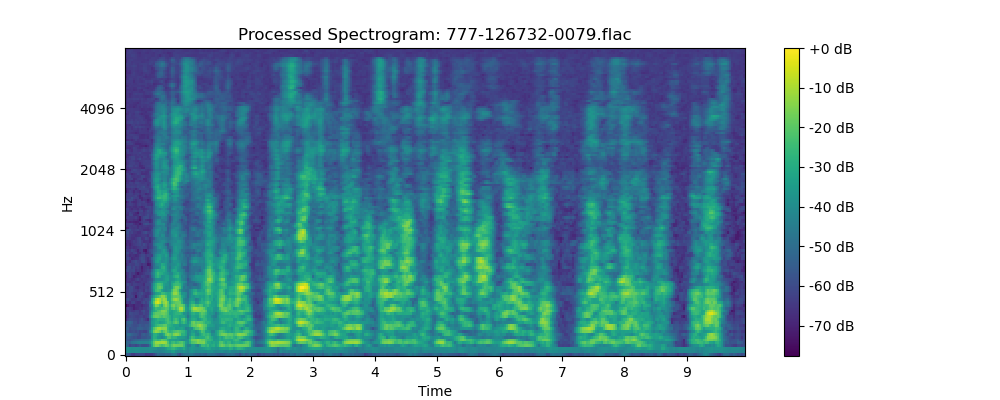 Processed Spectrogram: 777-126732-0079.flac
+0 dB
4096
-10 dB
-20 dB
2048
-30 dB
Hz
1024
-40 dB
-50 dB
512
-60 dB
-70 dB
0
0 1 2 3 4 5 6 7 8 9
Time